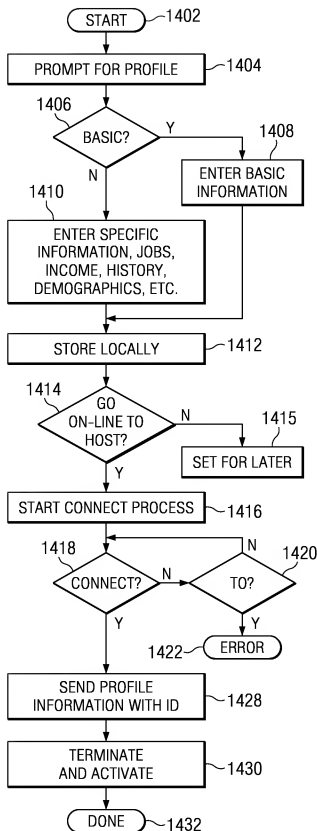 START
1402
PROMPT FOR PROFILE
1404
1406
BASIC?
Y
N
1408
ENTER BASIC
INFORMATION
1410
ENTER SPECIFIC
INFORMATION, JOBS,
INCOME, HISTORY,
DEMOGRAPHICS, ETC.
STORE LOCALLY
1412
1414
GO
ON-LINE TO
HOST?
N
Y
1415
SET FOR LATER
START CONNECT PROCESS
1416
1418
CONNECT?
N
Y
N
1420
TO?
Y
1422
ERROR
SEND PROFILE
INFORMATION WITH ID
1428
TERMINATE
AND ACTIVATE
1430
DONE
1432